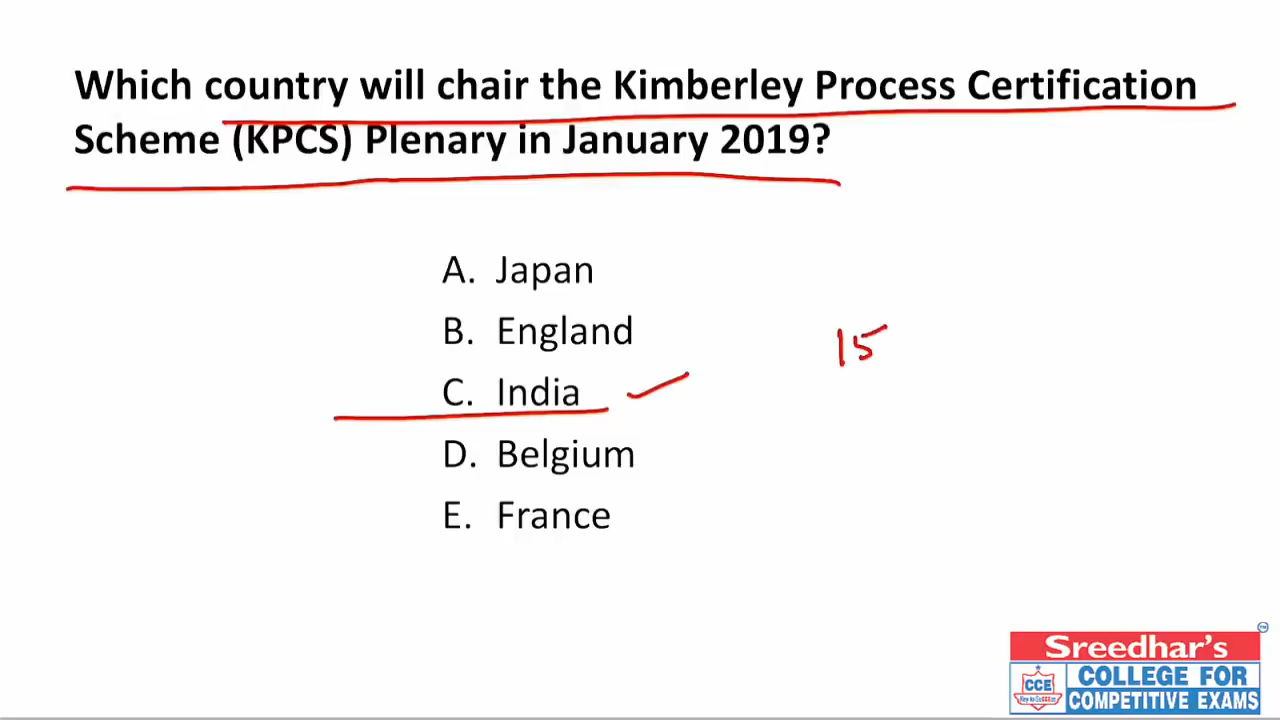 Which country will chair the Kimberley Process Certification
Scheme (KPCS) Plenary in January 2019?
A. Japan
B. England
15
C. India
D. Belgium
E. France
Sreedhar's
CCE
COLLEGE FOR
COMPETITIVE EXAMS